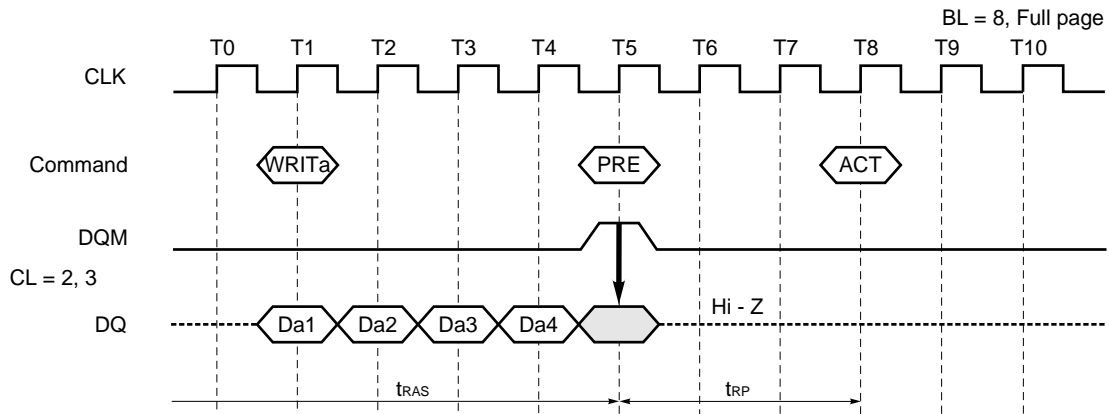 BL = 8, Full page
T0 T1 T2 T3 T4 T5 T6 T7 T8 T9 T10
CLK
Command WRITa PRE ACT
DQM
CL = 2, 3
DQ Da1 Da2 Da3 Da4 Hi - Z
tRAS tRP